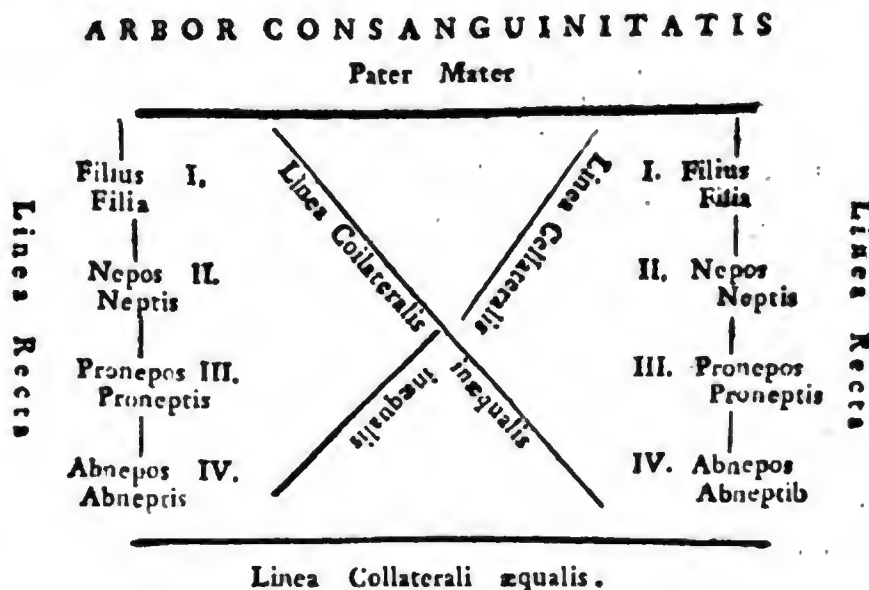 ARBOR CONSANGUINITATIS
Pater Mater
Linea Recta
Filius I.
Filia
Nepos II.
Neptis
Pronepos III.
Proneptis
Abnepos IV.
Abneptis
Linea Collateralis
inæqualis
Linea Collateralis
inæqualis
I. Filius
Filia
II. Nepos
Neptis
III. Pronepos
Proneptis
IV. Abnepos
Abneptib
Linea Recta
Linea Collaterali æqualis.